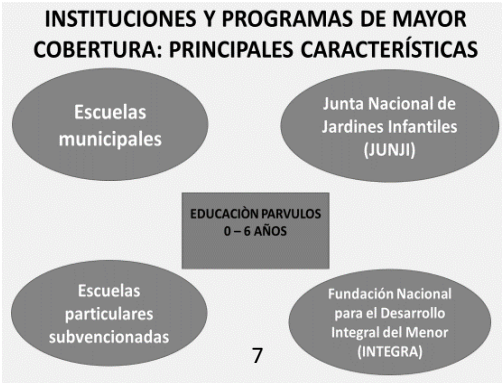 INSTITUCIONES Y PROGRAMAS DE MAYOR
COBERTURA: PRINCIPALES CARACTERÍSTICAS
Escuelas
municipales
Junta Nacional de
Jardines Infantiles
(JUNJI)
EDUCACIÒN PARVULOS
0 – 6 AÑOS
Escuelas
particulares
subvencionadas
Fundación Nacional
para el Desarrollo
Integral del Menor
(INTEGRA)
7